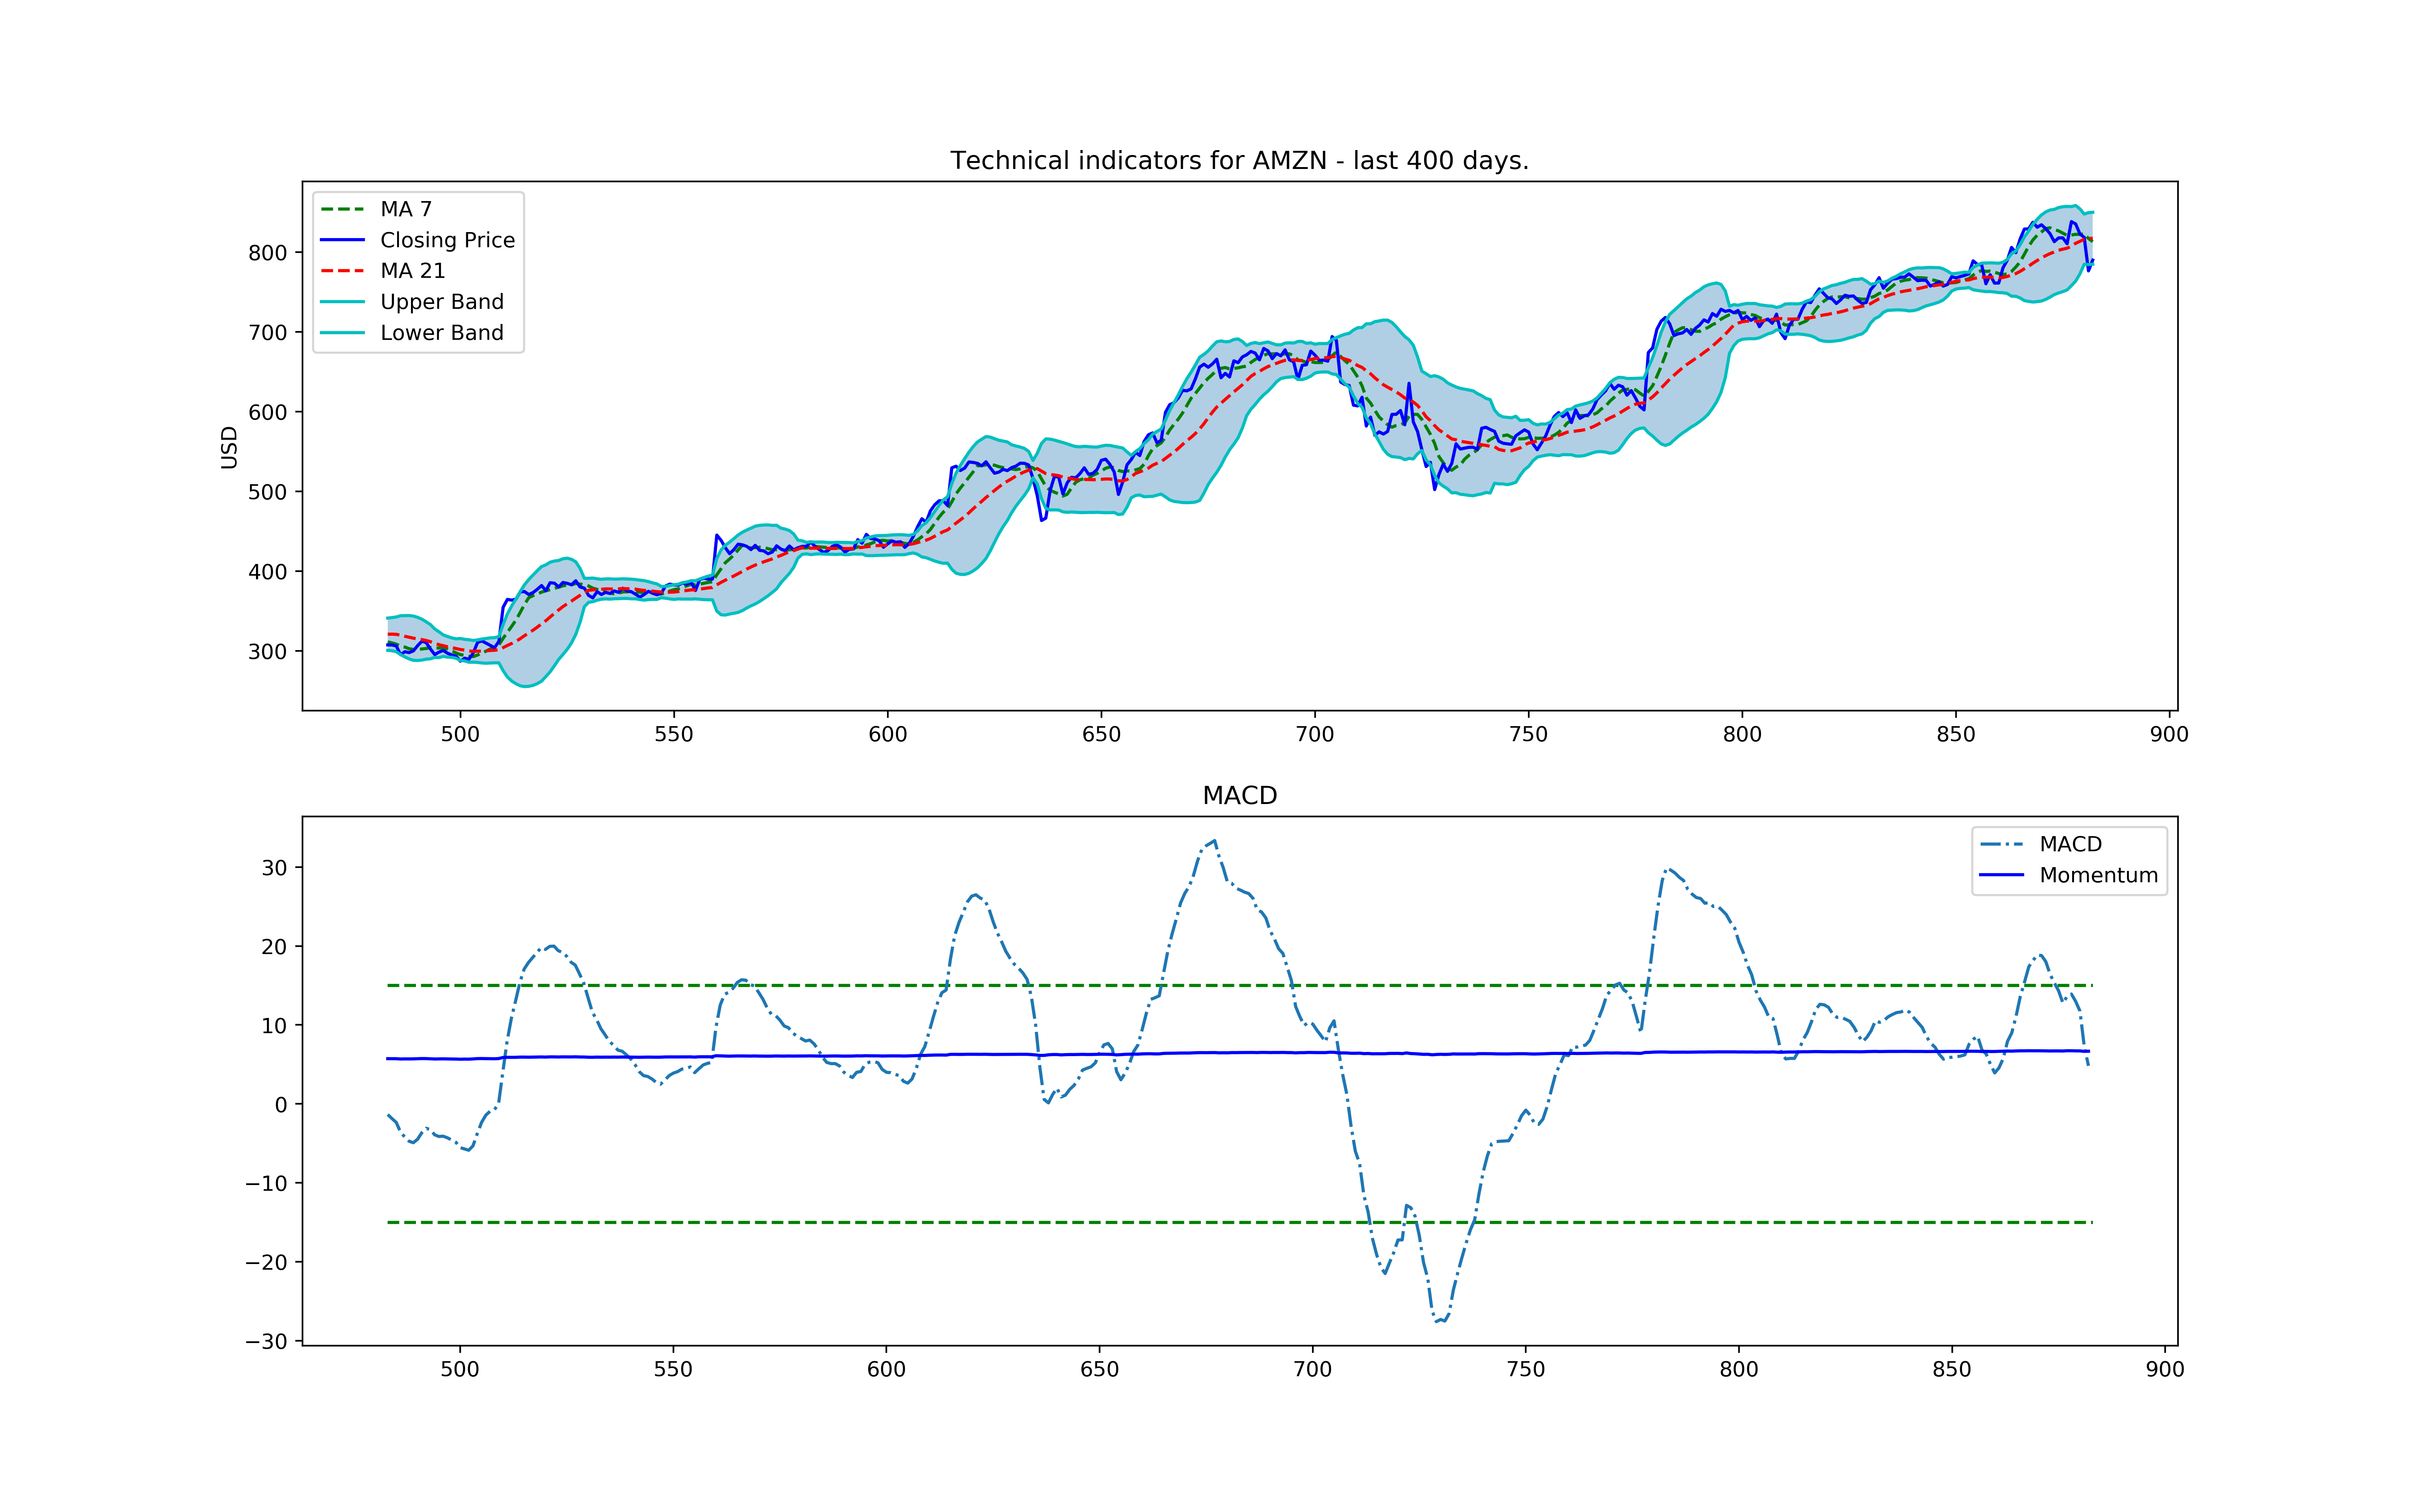 Technical indicators for AMZN - last 400 days.
MA 7
Closing Price
MA 21
Upper Band
Lower Band
USD
800
700
600
500
400
300
500 550 600 650 700 750 800 850 900
MACD
MACD
Momentum
30
20
10
0
−10
−20
−30
500 550 600 650 700 750 800 850 900